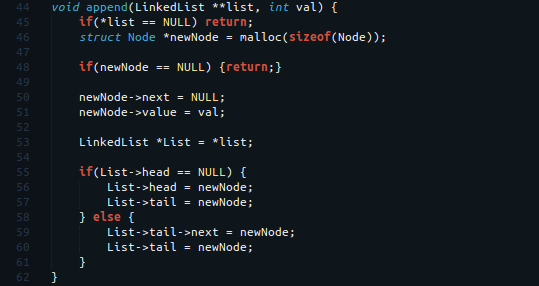 44 void append(LinkedList **list, int val) {
45     if(*list == NULL) return;
46     struct Node *newNode = malloc(sizeof(Node));
47
48     if(newNode == NULL) {return;}
49
50     newNode->next = NULL;
51     newNode->value = val;
52
53     LinkedList *List = *list;
54
55     if(List->head == NULL) {
56         List->head = newNode;
57         List->tail = newNode;
58     } else {
59         List->tail->next = newNode;
60         List->tail = newNode;
61     }
62 }